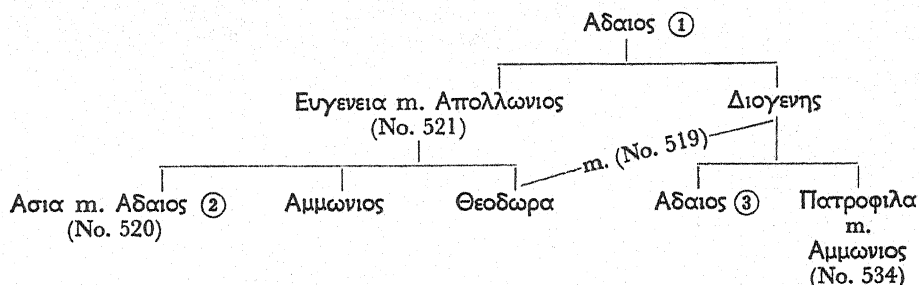 Αδαιος ①
Ευγενεια m. Απολλωνιος Διογενης
(No. 521)
m. (No. 519)
Ασια m. Αδαιος ② Αμμωνιος Θεοδωρα Αδαιος ③ Πατροφιλα
(No. 520) m.
Αμμωνιος
(No. 534)